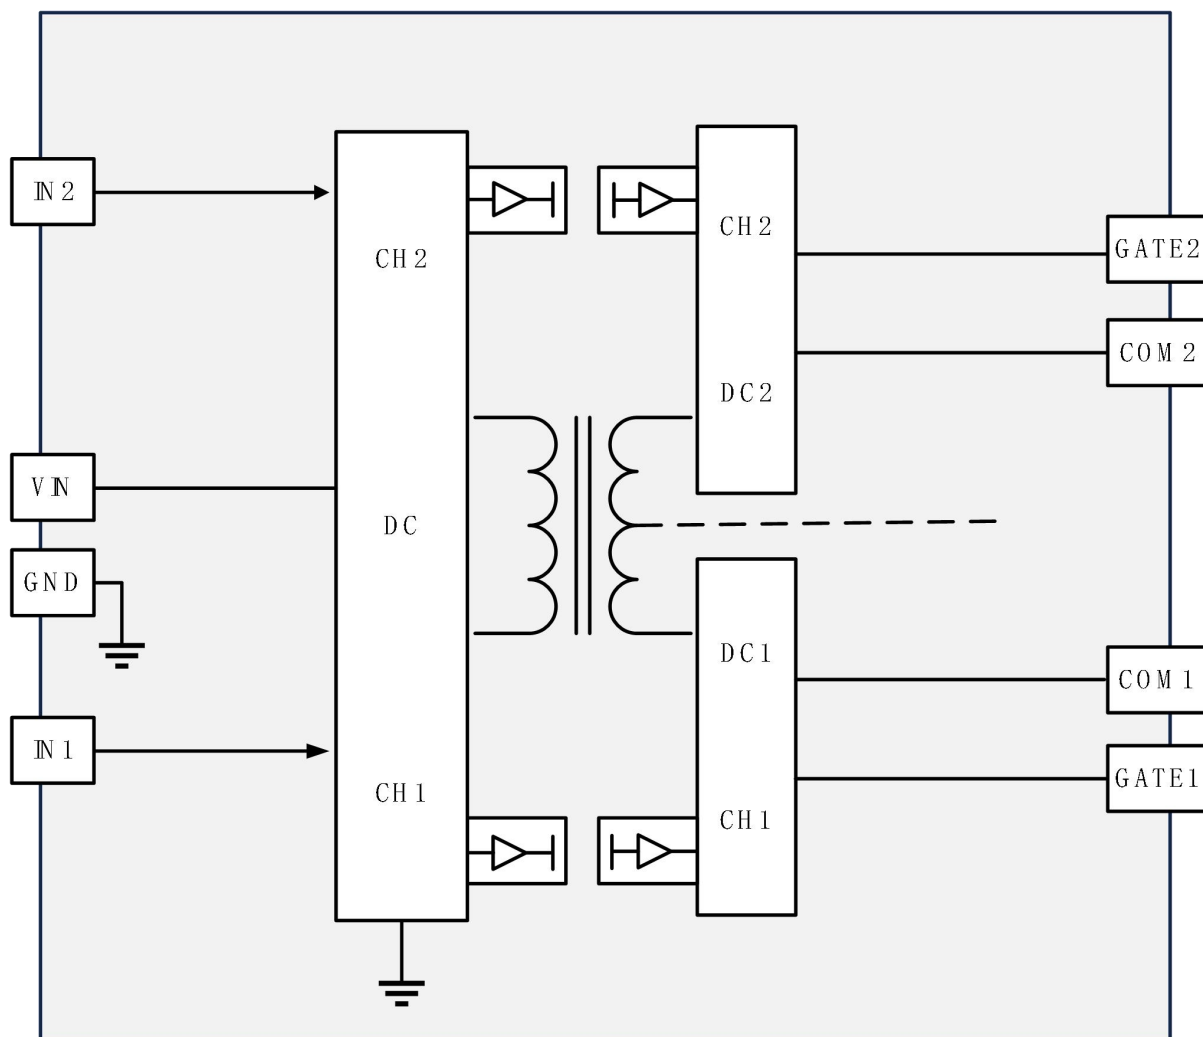 IN2
CH2
CH2
GATE2
COM2
DC2
VIN
DC
GND
DC1
COM1
IN1
GATE1
CH1
CH1